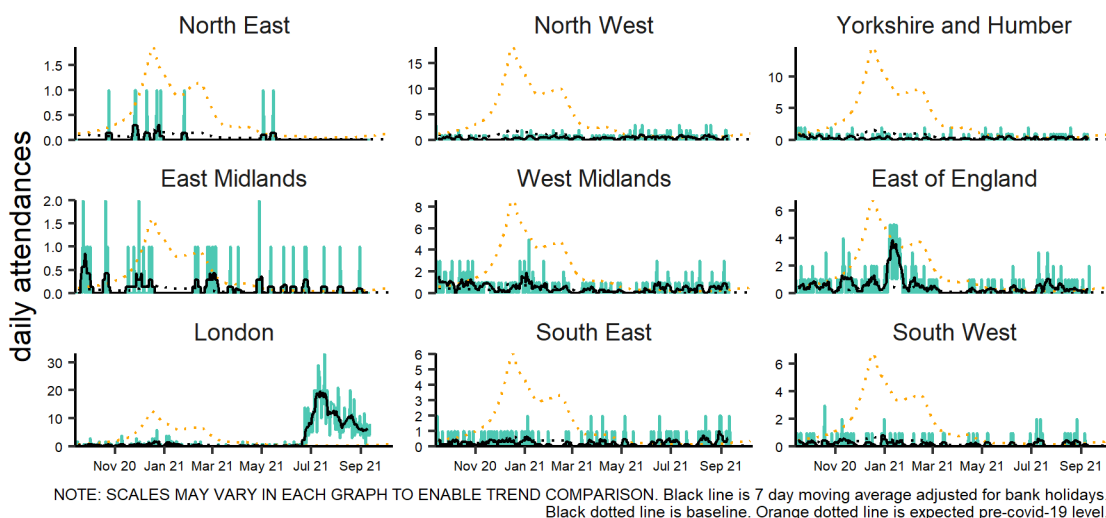 North East North West Yorkshire and Humber
1.5 15 10
1.0 10 5
0.5 5 0
0.0 0
daily attendances
East Midlands West Midlands East of England
2.0 8 6
1.5 6 4
1.0 4 2
0.5 2 0
0.0 0
London South East South West
30 6 6
20 5 4
10 4 2
0 3 0
2
1
0
Nov 20 Jan 21 Mar 21 May 21 Jul 21 Sep 21 Nov 20 Jan 21 Mar 21 May 21 Jul 21 Sep 21 Nov 20 Jan 21 Mar 21 May 21 Jul 21 Sep 21
NOTE: SCALES MAY VARY IN EACH GRAPH TO ENABLE TREND COMPARISON. Black line is 7 day moving average adjusted for bank holidays.
Black dotted line is baseline. Orange dotted line is expected pre-covid-19 level.